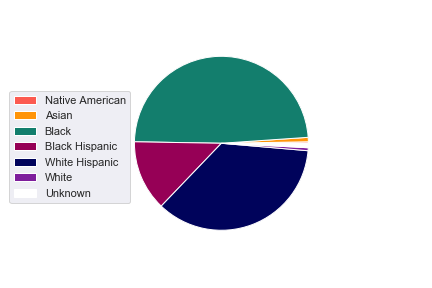 Native American
Asian
Black
Black Hispanic
White Hispanic
White
Unknown